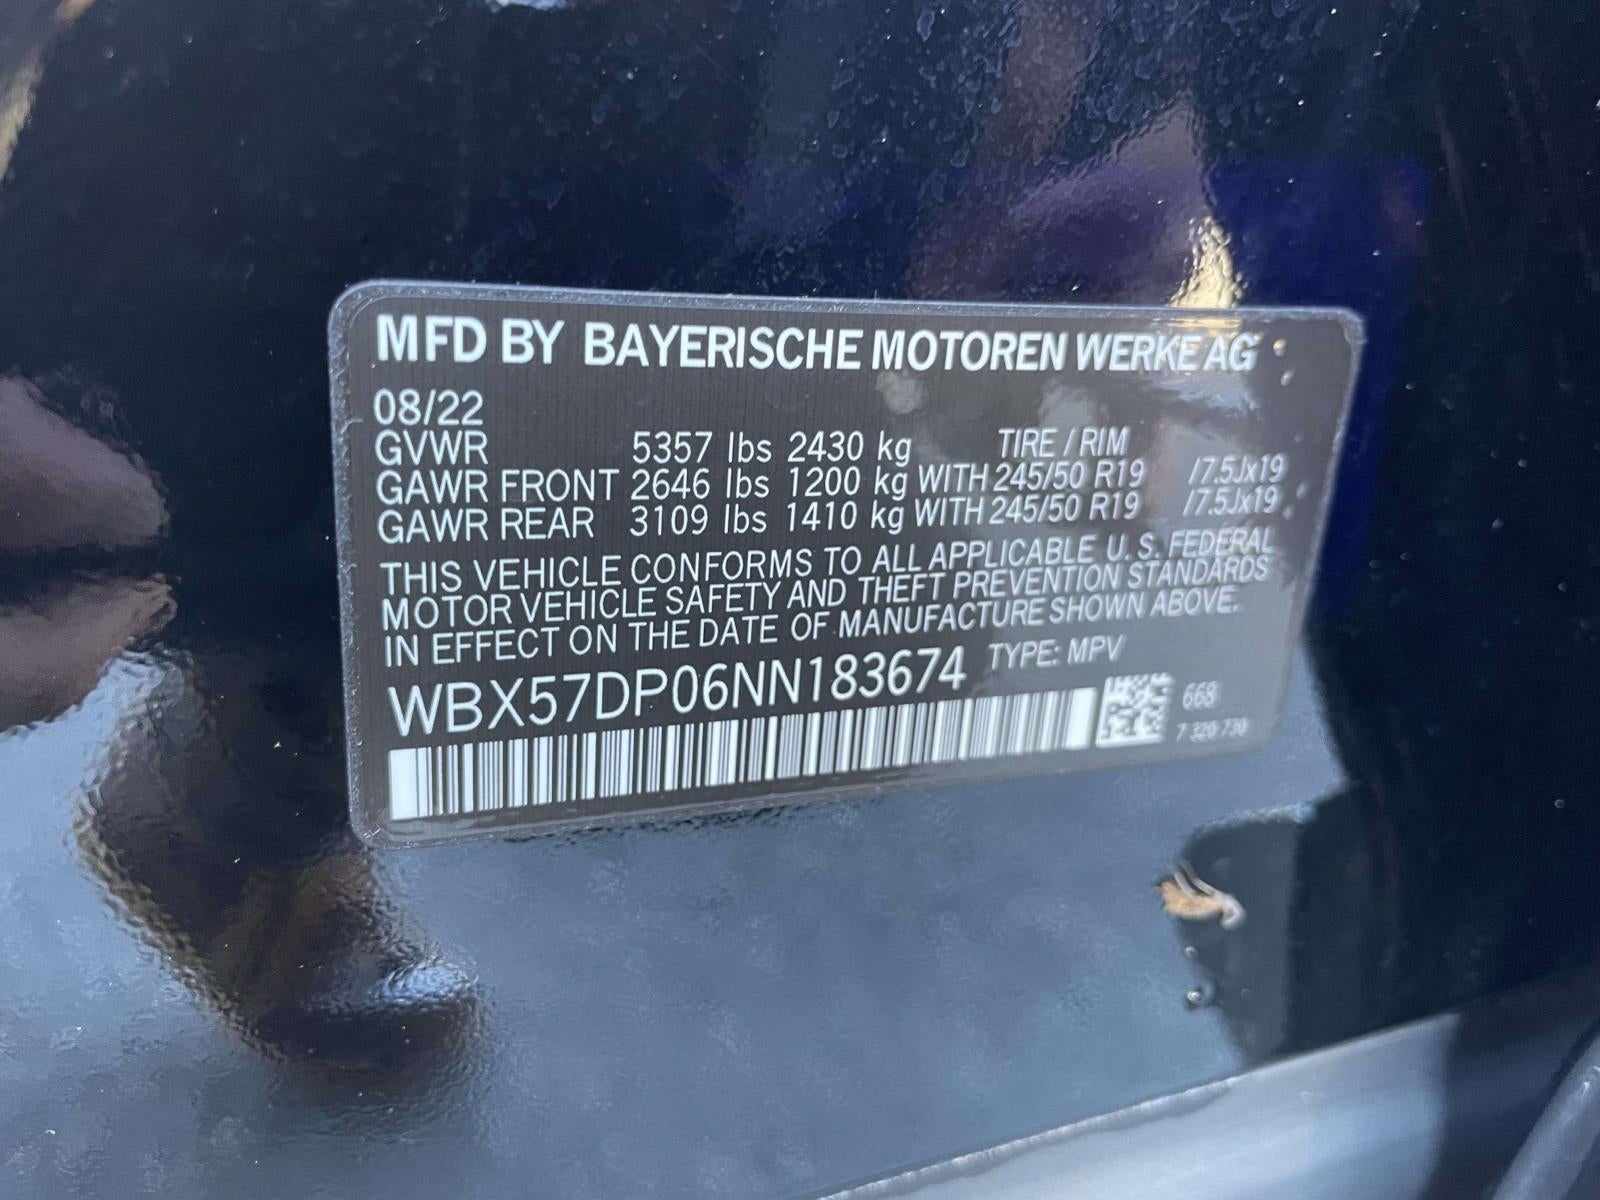 MFD BY BAYERISCHE MOTOREN WERKE AG
08/22
GVWR 5357 lbs 2430 kg TIRE / RIM
GAWR FRONT 2646 lbs 1200 kg WITH 245/50 R19 /7.5Jx19
GAWR REAR 3109 lbs 1410 kg WITH 245/50 R19 /7.5Jx19
THIS VEHICLE CONFORMS TO ALL APPLICABLE U.S. FEDERAL
MOTOR VEHICLE SAFETY AND THEFT PREVENTION STANDARDS
IN EFFECT ON THE DATE OF MANUFACTURE SHOWN ABOVE.
WBX57DP06NN183674 TYPE: MPV
668
7 320 730